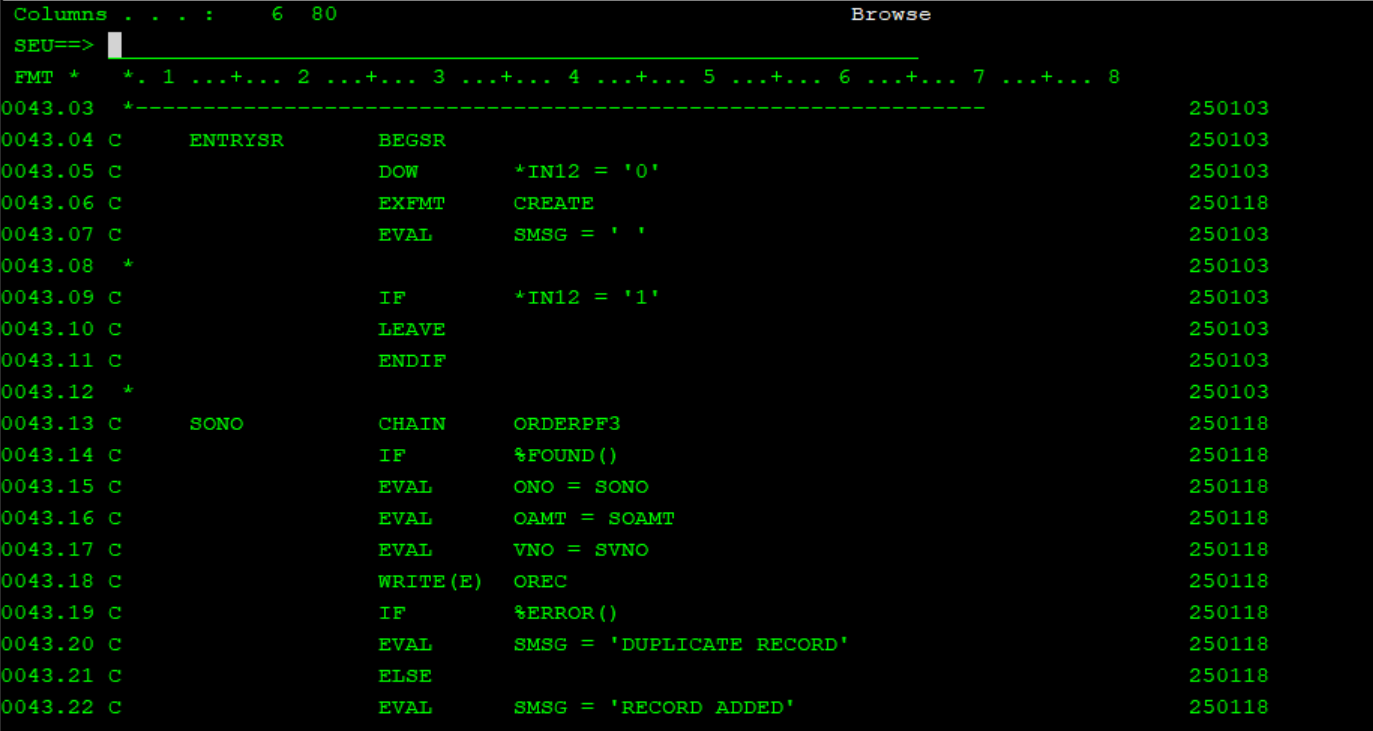 Columns . . . :    6  80                                      Browse
SEU==>
FMT *   *. 1 ...+... 2 ...+... 3 ...+... 4 ...+... 5 ...+... 6 ...+... 7 ...+... 8
0043.03  *---------------------------------------------------------------               250103
0043.04 C     ENTRYSR       BEGSR                                                       250103
0043.05 C                   DOW       *IN12 = '0'                                       250103
0043.06 C                   EXFMT     CREATE                                            250118
0043.07 C                   EVAL      SMSG = ' '                                        250103
0043.08  *                                                                              250103
0043.09 C                   IF        *IN12 = '1'                                       250103
0043.10 C                   LEAVE                                                       250103
0043.11 C                   ENDIF                                                       250103
0043.12  *                                                                              250103
0043.13 C     SONO          CHAIN     ORDERPF3                                          250118
0043.14 C                   IF        %FOUND()                                          250118
0043.15 C                   EVAL      ONO = SONO                                        250118
0043.16 C                   EVAL      OAMT = SOAMT                                      250118
0043.17 C                   EVAL      VNO = SVNO                                        250118
0043.18 C                   WRITE(E)  OREC                                              250118
0043.19 C                   IF        %ERROR()                                          250118
0043.20 C                   EVAL      SMSG = 'DUPLICATE RECORD'                         250118
0043.21 C                   ELSE                                                        250118
0043.22 C                   EVAL      SMSG = 'RECORD ADDED'                             250118